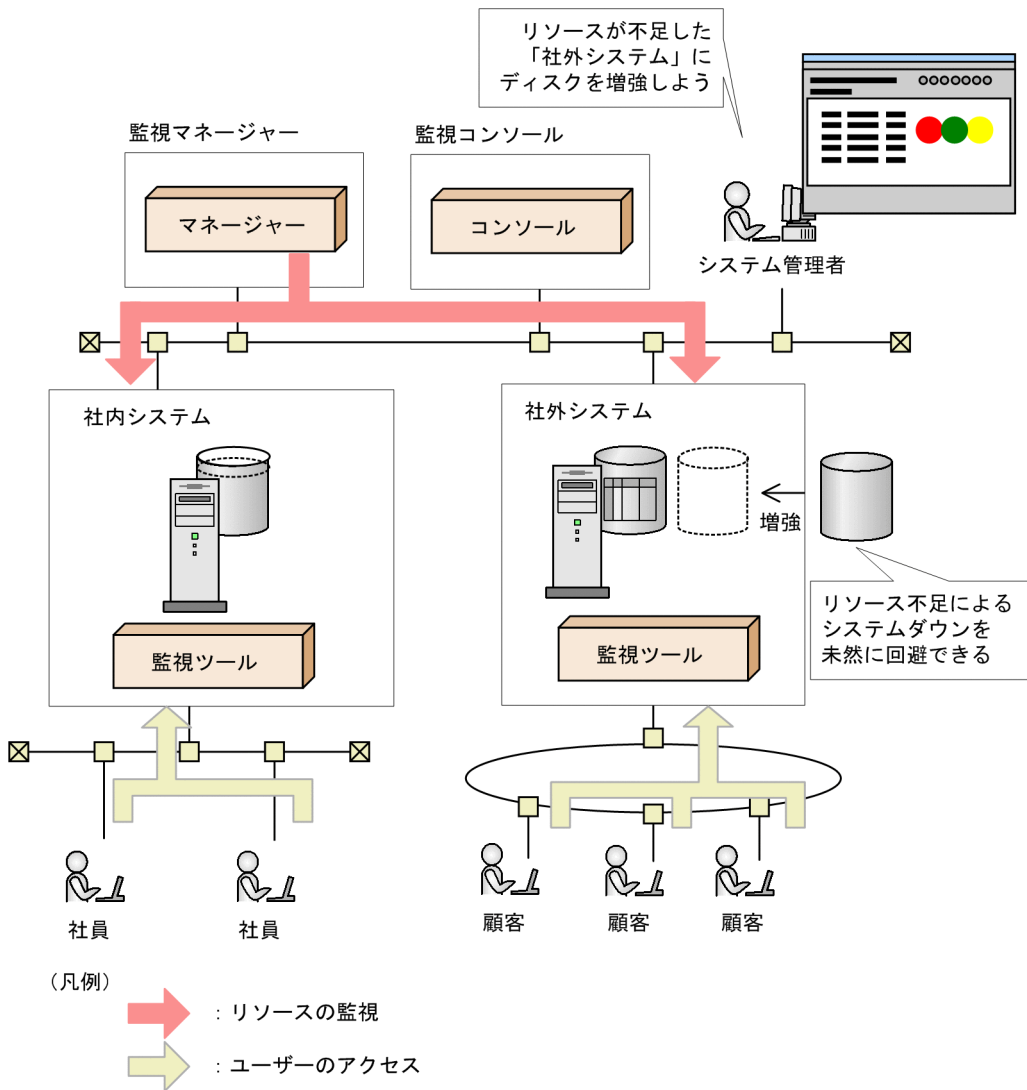 リソースが不足した
「社外システム」に
ディスクを増強しよう
監視マネージャー
監視コンソール
マネージャー
コンソール
システム管理者
社内システム
社外システム
増強
リソース不足による
システムダウンを
未然に回避できる
監視ツール
監視ツール
社員
社員
顧客
顧客
顧客
(凡例)
：リソースの監視
：ユーザーのアクセス